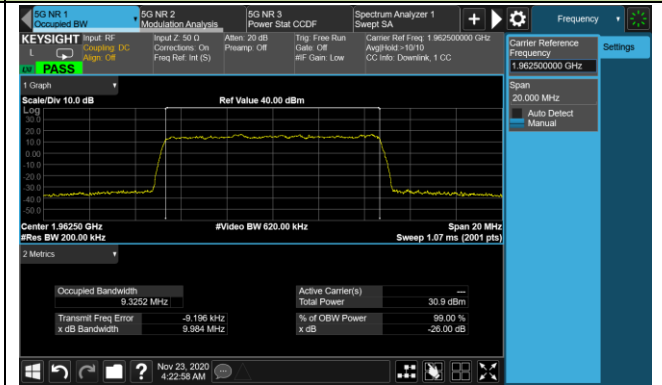 5G NR 1
Occupied BW
5G NR 2
Modulation Analysis
5G NR 3
Power Stat CCDF
Spectrum Analyzer 1
Swept SA
Frequency
KEYSIGHT
L
PASS
Input: RF
Coupling: DC
Align: Off
Input Z: 50 Ω
Corrections: On
Freq Ref: Int (S)
Atten: 20 dB
Preamp: Off
Trig: Free Run
Gate: Off
#IF Gain: Low
Carrier Ref Freq: 1.962500000 GHz
Avg|Hold:>10/10
CC Info: Downlink, 1 CC
Carrier Reference
Frequency
1.962500000 GHz
Settings
Span
20.000 MHz
Auto Detect
Manual
1 Graph
Scale/Div 10.0 dB
Ref Value 40.00 dBm
Log
30.0
20.0
10.0
0.00
-10.0
-20.0
-30.0
-40.0
-50.0
Center 1.96250 GHz
#Video BW 620.00 kHz
Span 20 MHz
#Res BW 200.00 kHz
Sweep 1.07 ms (2001 pts)
2 Metrics
Occupied Bandwidth
9.3252 MHz
Active Carrier(s)
---
Total Power
30.9 dBm
Transmit Freq Error
-9.196 kHz
% of OBW Power
99.00 %
x dB Bandwidth
9.984 MHz
x dB
-26.00 dB
Nov 23, 2020
4:22:58 AM